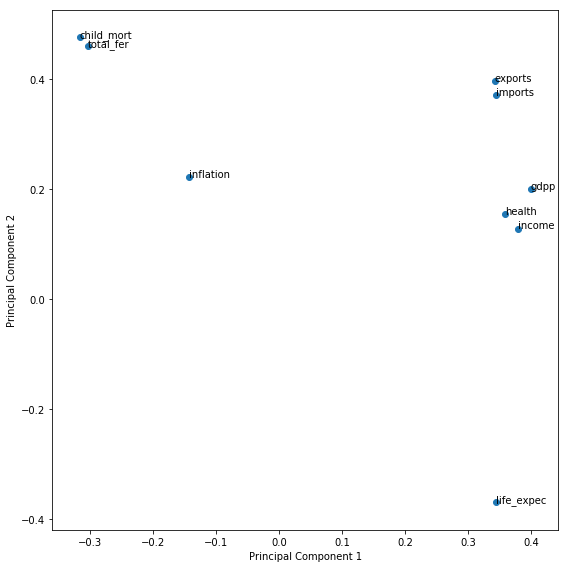 child_mort
total_fer
exports
imports
inflation
gdpp
health
income
life_expec
0.4
0.2
0.0
−0.2
−0.4
Principal Component 2
−0.3
−0.2
−0.1
0.0
0.1
0.2
0.3
0.4
Principal Component 1